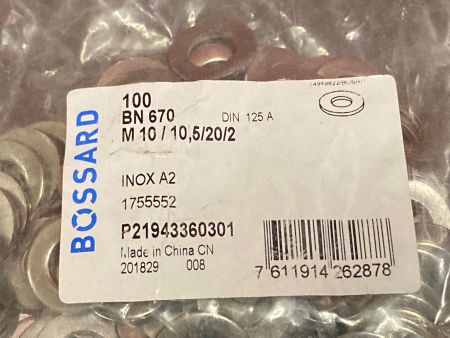 BOSSARD
100
BN 670 DIN 125 A
M 10 / 10,5/20/2
INOX A2
1755552
P21943360301
Made in China CN
201829 008
7 611914 262878